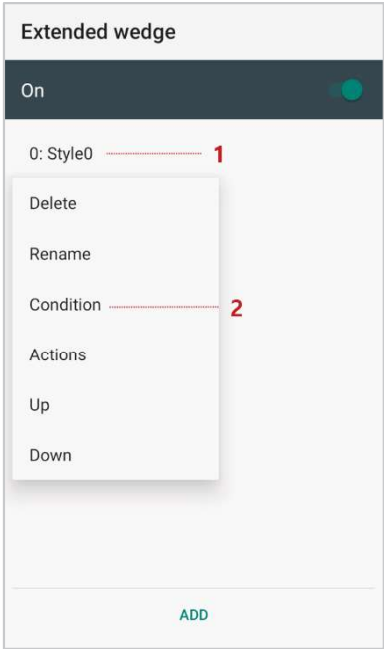 Extended wedge
On
0: Style0 1
Delete
Rename
Condition 2
Actions
Up
Down
ADD